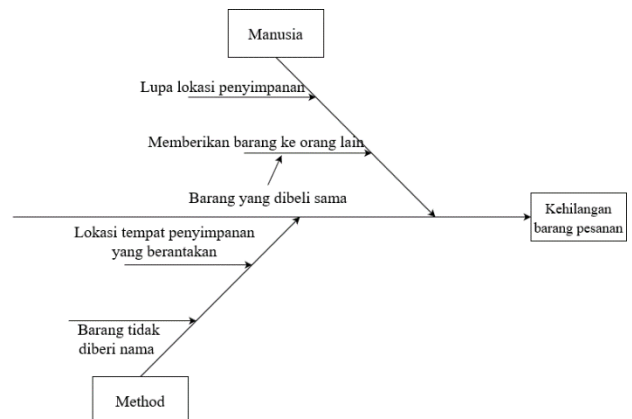 Manusia
Lupa lokasi penyimpanan
Memberikan barang ke orang lain
Barang yang dibeli sama
Kehilangan
barang pesanan
Lokasi tempat penyimpanan
yang berantakan
Barang tidak
diberi nama
Method